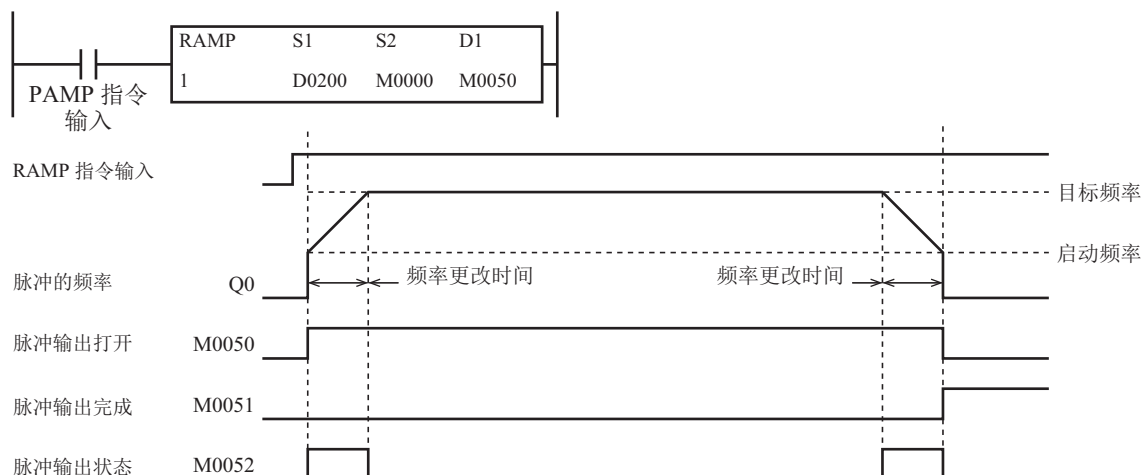 RAMP S1 S2 D1
1 D0200 M0000 M0050
PAMP 指令
输入
RAMP 指令输入
目标频率
启动频率
脉冲的频率 Q0 频率更改时间 频率更改时间
脉冲输出打开 M0050
脉冲输出完成 M0051
脉冲输出状态 M0052